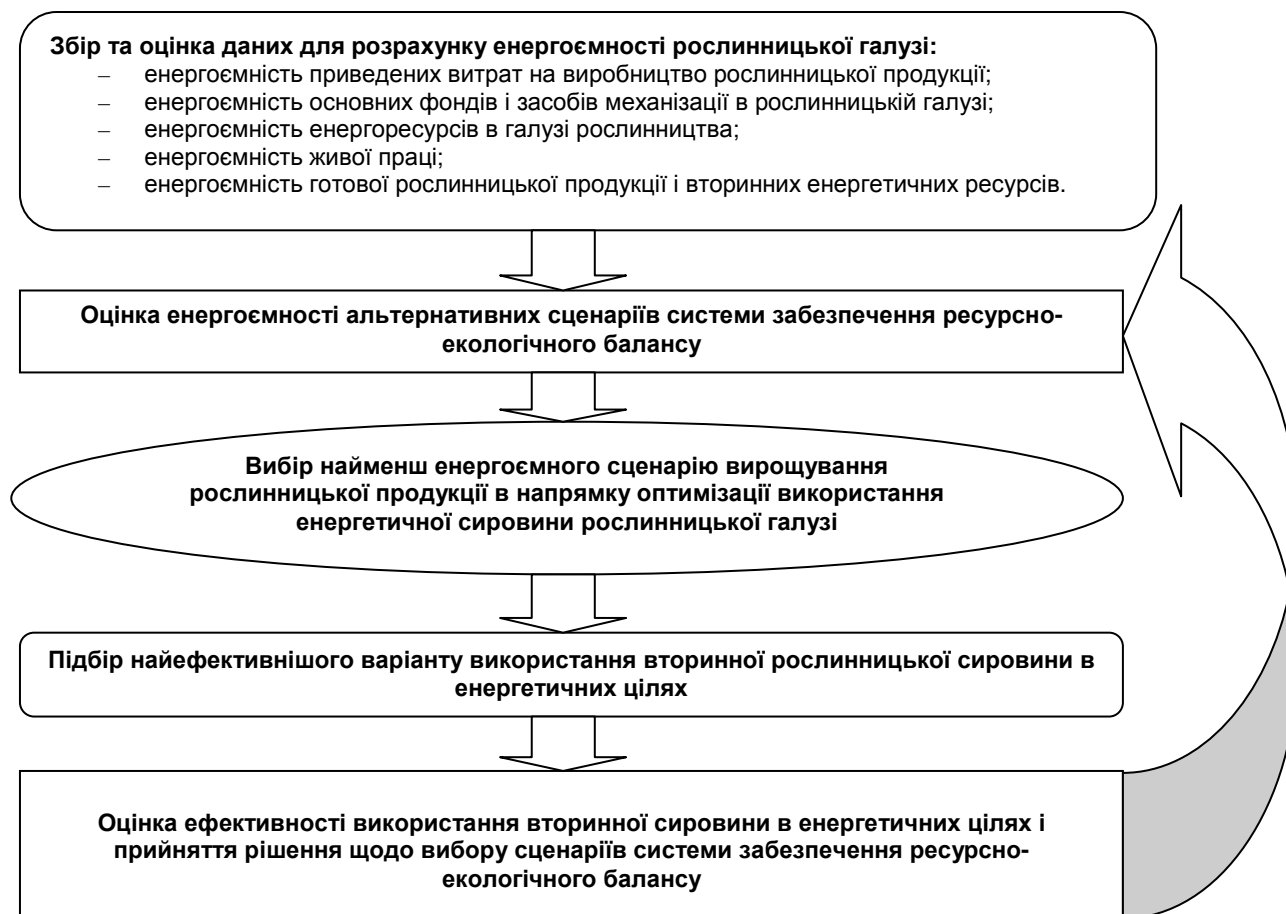 Збір та оцінка даних для розрахунку енергоємності рослинницької галузі:
– енергоємність приведених витрат на виробництво рослинницької продукції;
– енергоємність основних фондів і засобів механізації в рослинницькій галузі;
– енергоємність енергоресурсів в галузі рослинництва;
– енергоємність живої праці;
– енергоємність готової рослинницької продукції і вторинних енергетичних ресурсів.
Оцінка енергоємності альтернативних сценаріїв системи забезпечення ресурсно-
екологічного балансу
Вибір найменш енергоємного сценарію вирощування
рослинницької продукції в напрямку оптимізації використання
енергетичної сировини рослинницької галузі
Підбір найефективнішого варіанту використання вторинної рослинницької сировини в
енергетичних цілях
Оцінка ефективності використання вторинної сировини в енергетичних цілях і
прийняття рішення щодо вибору сценаріїв системи забезпечення ресурсно-
екологічного балансу